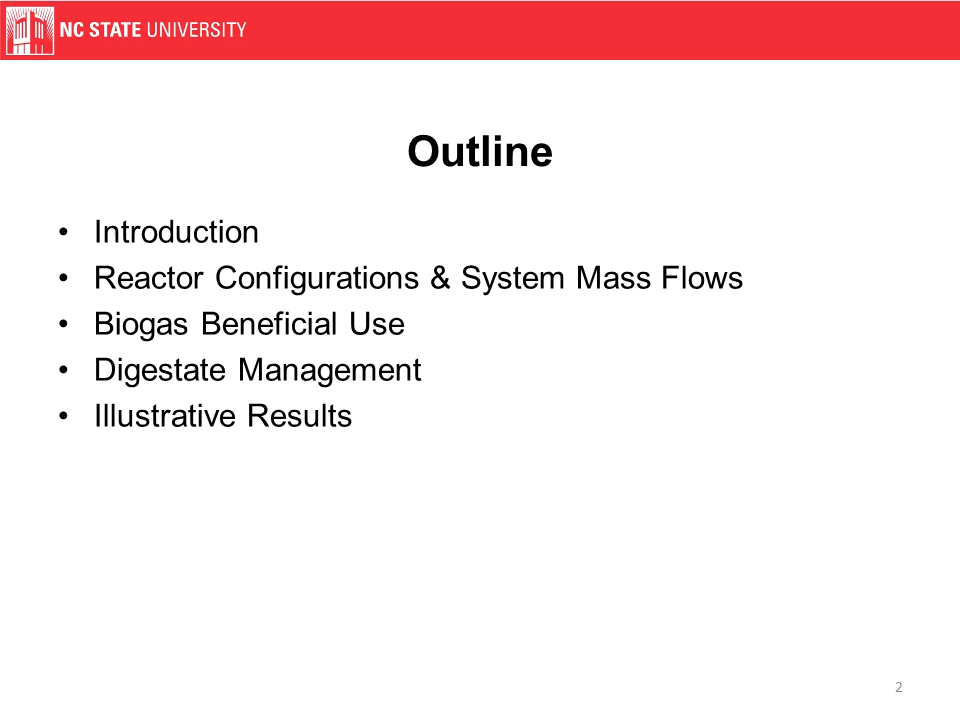 NC STATE UNIVERSITY
Outline
• Introduction
• Reactor Configurations & System Mass Flows
• Biogas Beneficial Use
• Digestate Management
• Illustrative Results
2